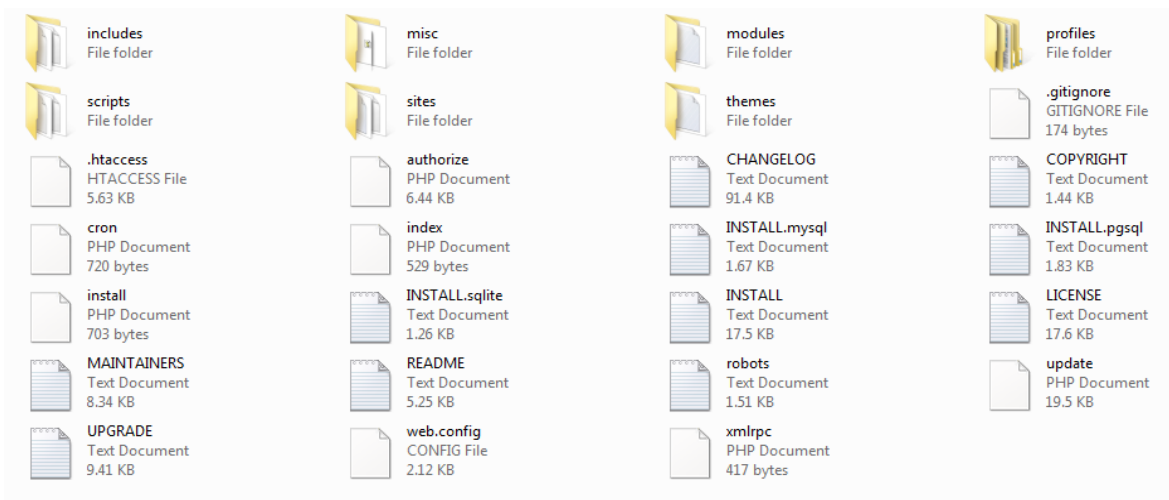 includes
File folder
misc
File folder
modules
File folder
profiles
File folder
scripts
File folder
sites
File folder
themes
File folder
.gitignore
GITIGNORE File
174 bytes
.htaccess
HTACCESS File
5.63 KB
authorize
PHP Document
6.44 KB
CHANGELOG
Text Document
91.4 KB
COPYRIGHT
Text Document
1.44 KB
cron
PHP Document
720 bytes
index
PHP Document
529 bytes
INSTALL.mysql
Text Document
1.67 KB
INSTALL.pgsql
Text Document
1.83 KB
install
PHP Document
703 bytes
INSTALL.sqlite
Text Document
1.26 KB
INSTALL
Text Document
17.5 KB
LICENSE
Text Document
17.6 KB
MAINTAINERS
Text Document
8.34 KB
README
Text Document
5.25 KB
robots
Text Document
1.51 KB
update
PHP Document
19.5 KB
UPGRADE
Text Document
9.41 KB
web.config
CONFIG File
2.12 KB
xmlrpc
PHP Document
417 bytes